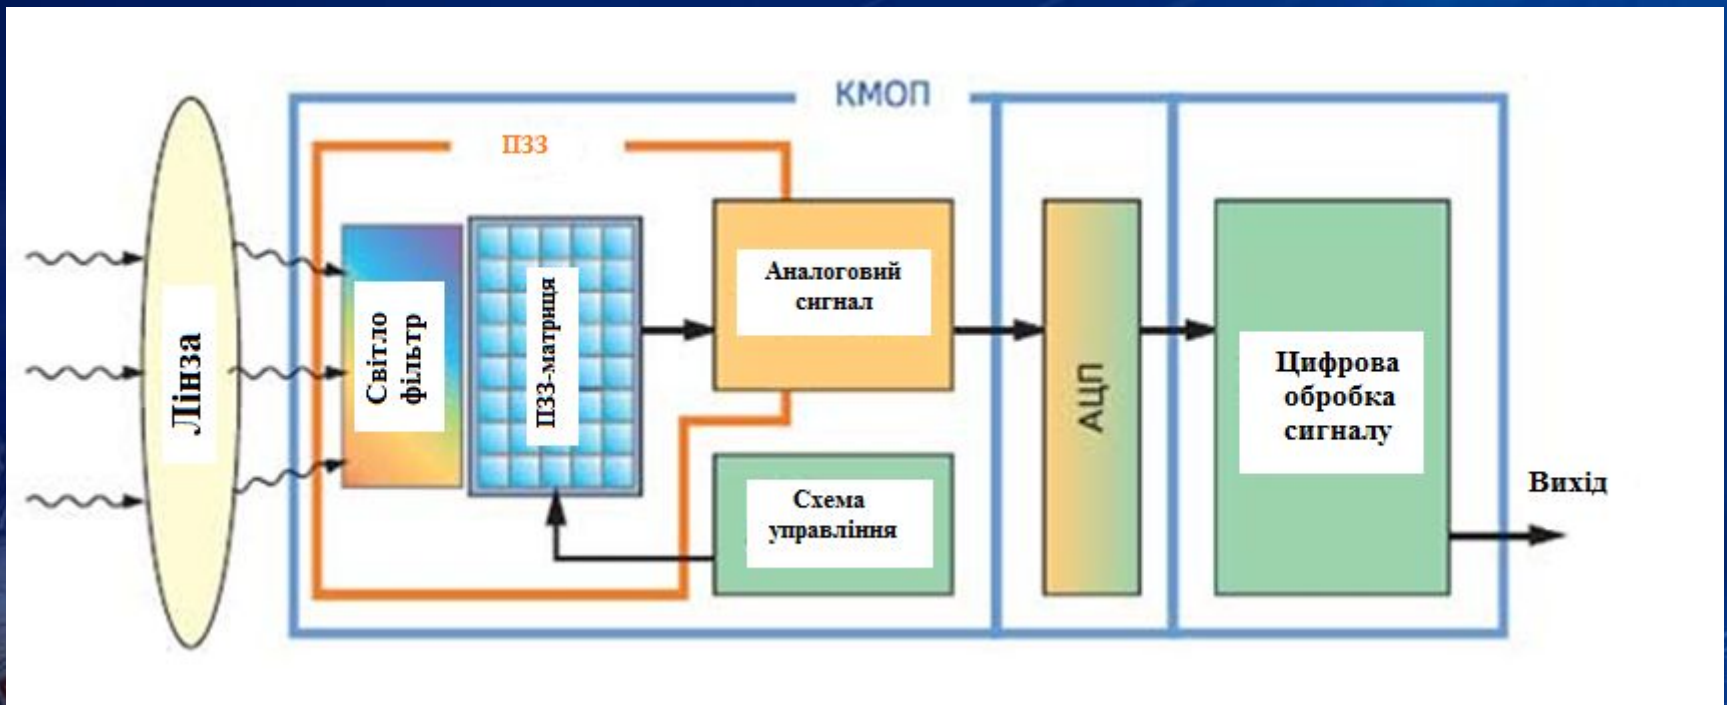 КМОП
ПЗЗ
Лінза
Світло
фільтр
ПЗЗ-матриця
Аналоговий
сигнал
Схема
управління
АЦП
Цифрова
обробка
сигналу
Вихід